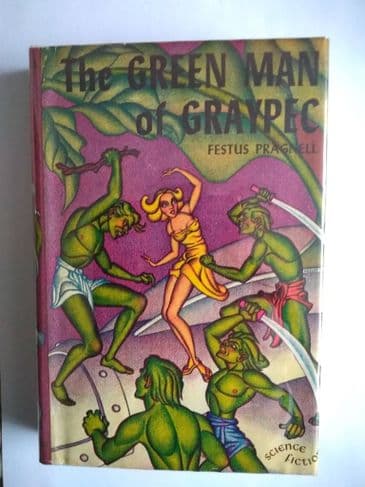 The GREEN MAN
of GRAYPEC
FESTUS PRAGNELL
science
fiction